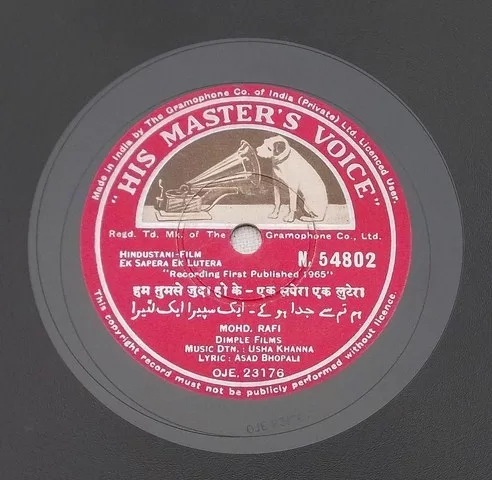 Made in India by The Gramophone Co. of India (Private) Ltd. Licenced User.
"HIS MASTER'S VOICE"
Regd. Td. Mk. of The Gramophone Co., Ltd.
HINDUSTANI-FILM
EK SAPERA EK LUTERA
N. 54802
"Recording First Published 1965"
हम तुमसे जुदा हो के - एक सपेरा एक लुटेरा
ہم تم سے جدا ہو کے - ایک سپیرا ایک لٹیرا
MOHD. RAFI
DIMPLE FILMS
MUSIC DTN. : USHA KHANNA
LYRIC : ASAD BHOPALI
OJE. 23176
This copyright record must not be publicly performed without licence.